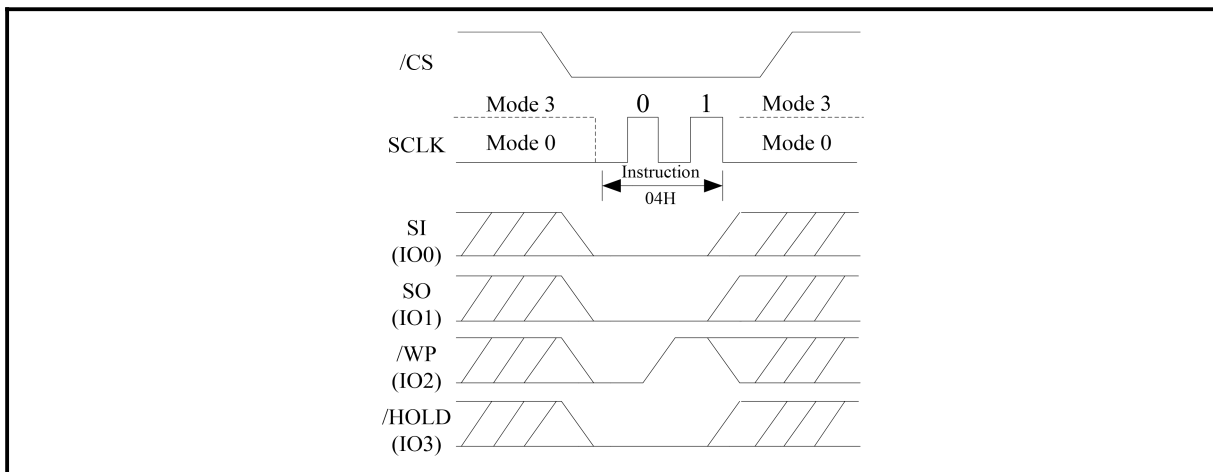 /CS
Mode 3 0 1 Mode 3
SCLK Mode 0 Mode 0
Instruction
04H
SI
(IO0)
SO
(IO1)
/WP
(IO2)
/HOLD
(IO3)